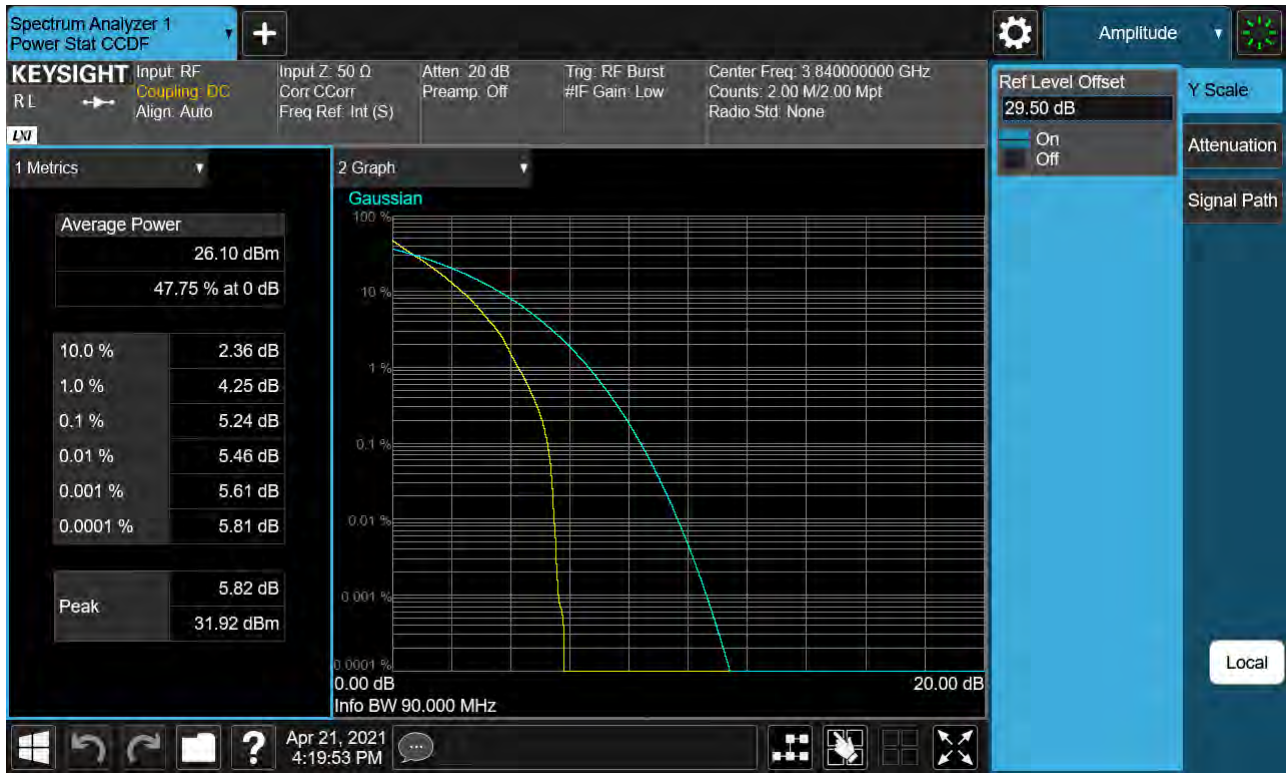 Spectrum Analyzer 1
Power Stat CCDF
+
Amplitude
KEYSIGHT
RL
LXI
Input: RF
Coupling: DC
Align: Auto
Input Z: 50 Ω
Corr CCorr
Freq Ref: Int (S)
Atten: 20 dB
Preamp: Off
Trig: RF Burst
#IF Gain: Low
Center Freq: 3.840000000 GHz
Counts: 2.00 M/2.00 Mpt
Radio Std: None
Ref Level Offset
29.50 dB
On
Off
Y Scale
Attenuation
Signal Path
Local
1 Metrics
Average Power
26.10 dBm
47.75 % at 0 dB
10.0 % 2.36 dB
1.0 % 4.25 dB
0.1 % 5.24 dB
0.01 % 5.46 dB
0.001 % 5.61 dB
0.0001 % 5.81 dB
Peak
5.82 dB
31.92 dBm
2 Graph
Gaussian
100 %
10 %
1 %
0.1 %
0.01 %
0.001 %
0.0001 %
0.00 dB 20.00 dB
Info BW 90.000 MHz
?
Apr 21, 2021
4:19:53 PM